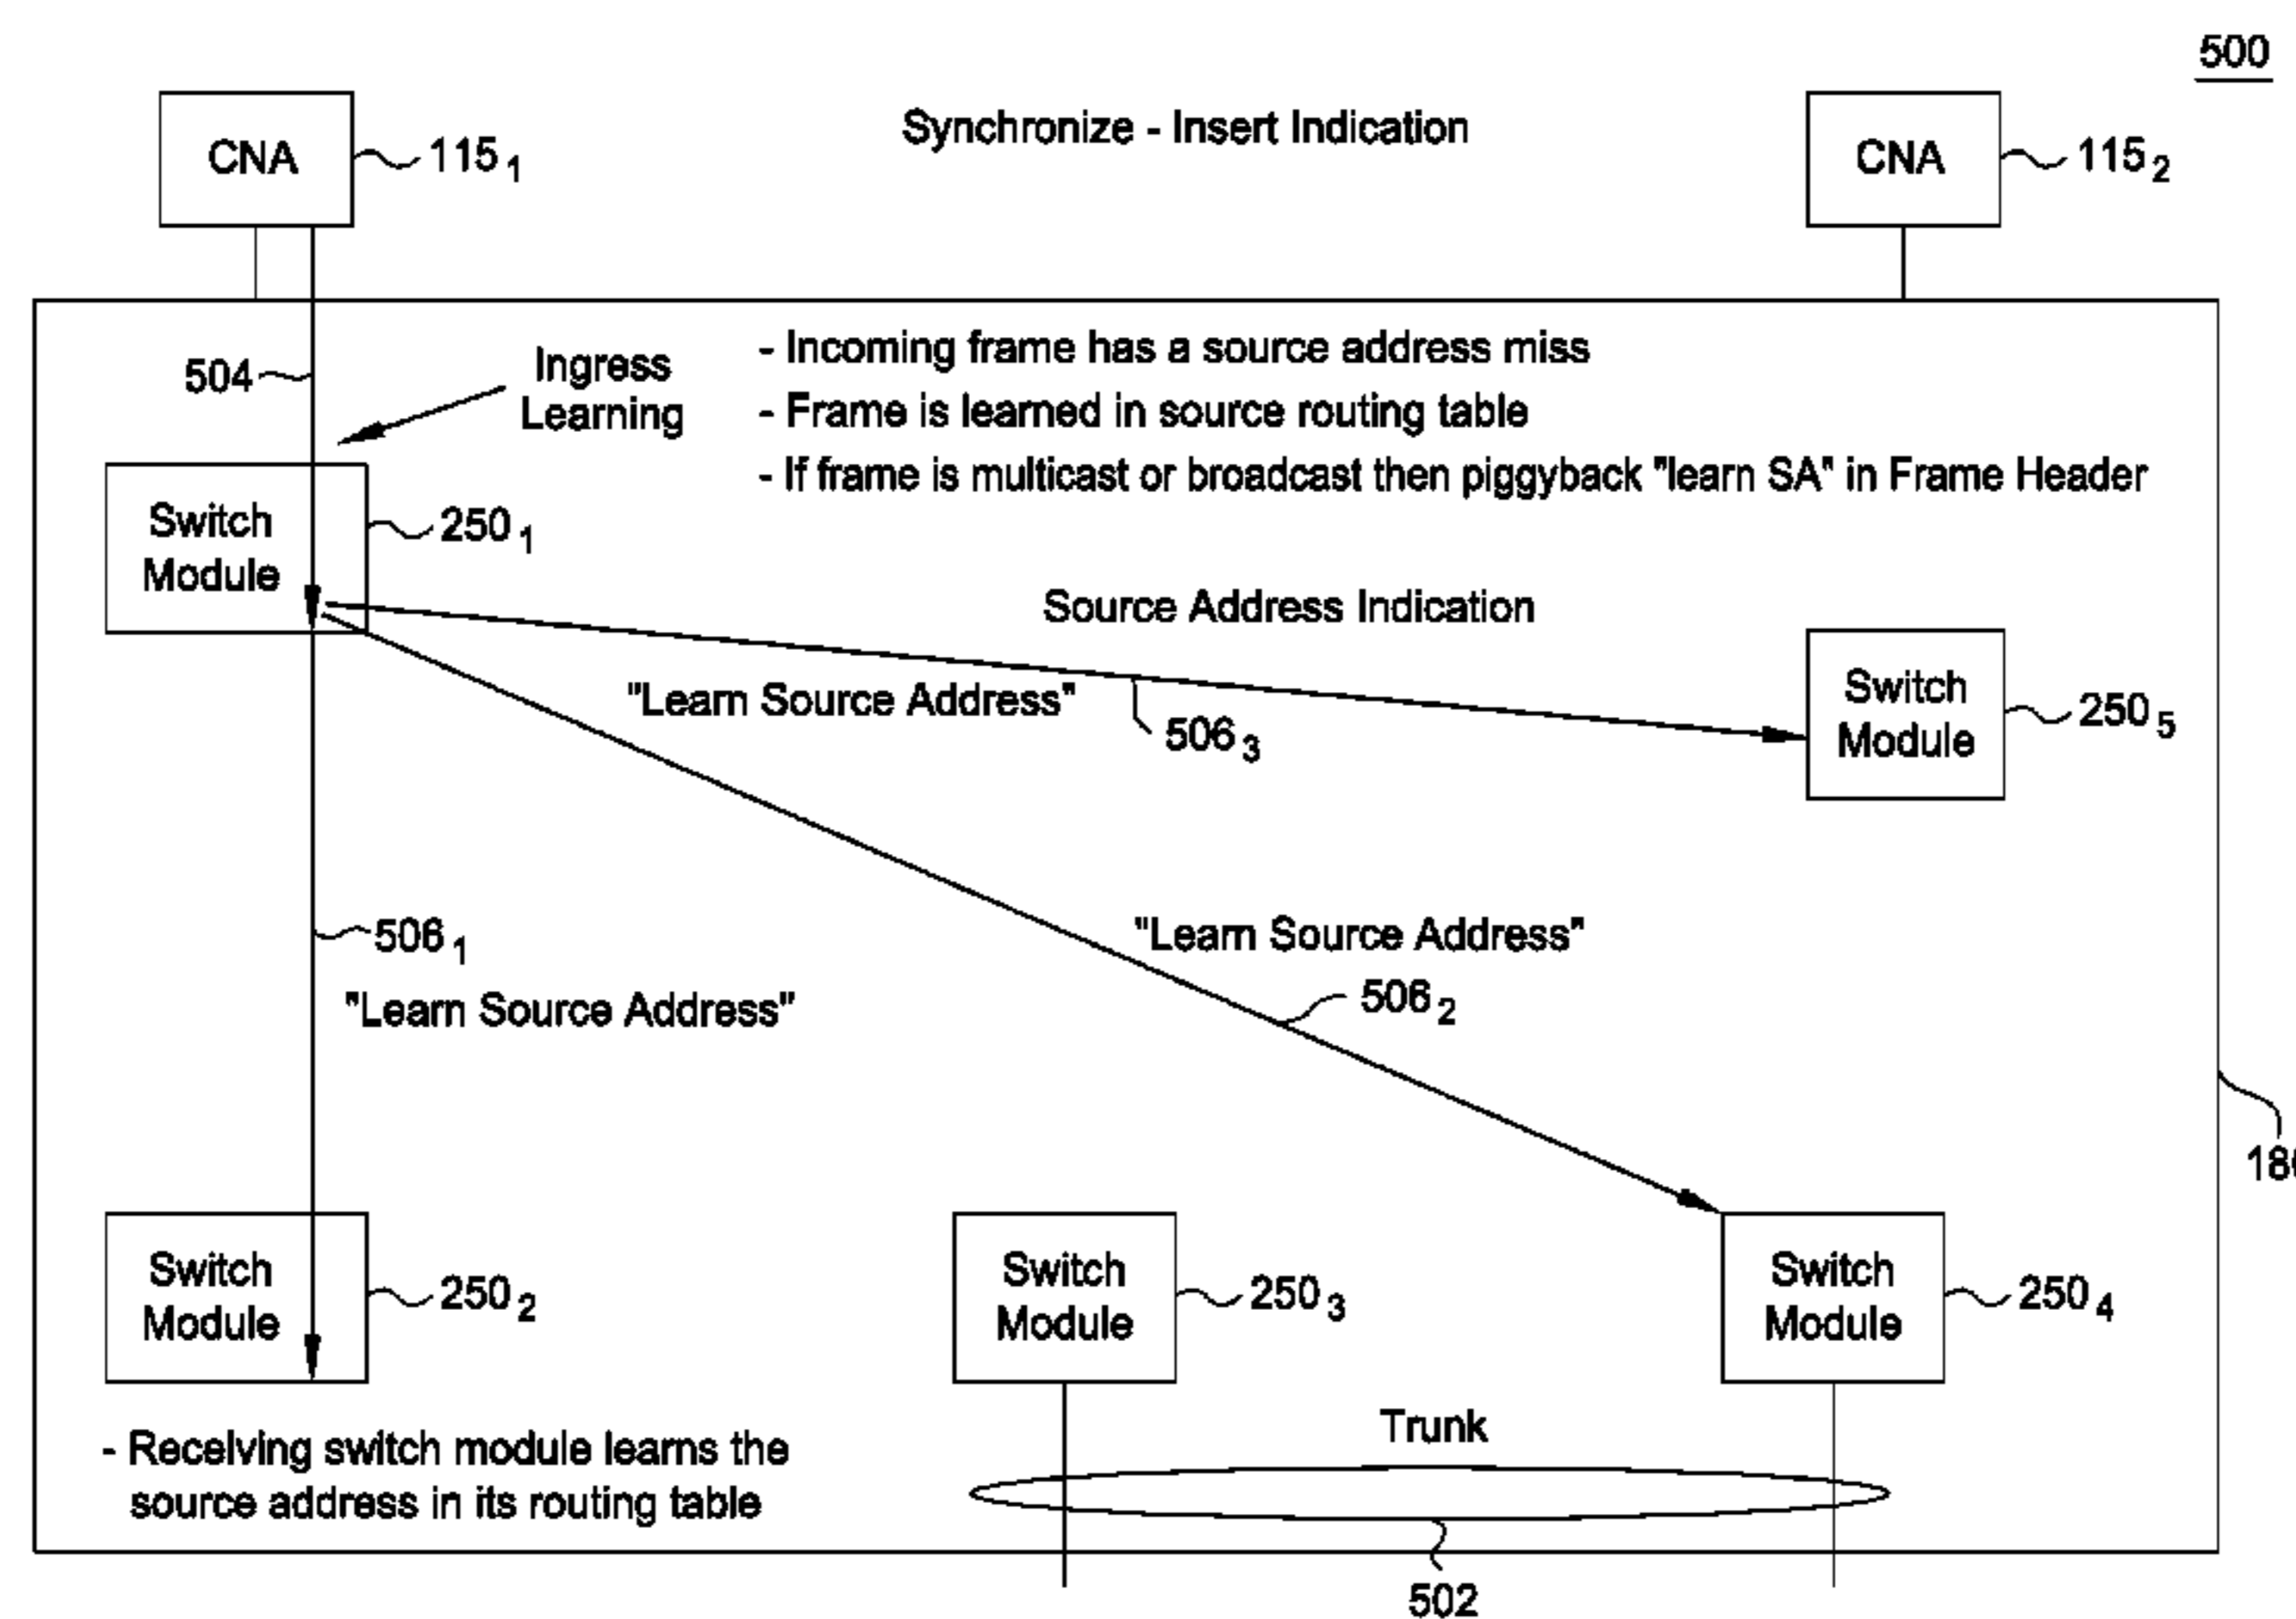 500
CNA
115 1
Synchronize - Insert Indication
CNA
115 2
504
Ingress
Learning
- Incoming frame has a source address miss
- Frame is learned in source routing table
- If frame is multicast or broadcast then piggyback "learn SA" in Frame Header
Switch
Module
250 1
Source Address Indication
"Learn Source Address"
506 3
Switch
Module
250 5
506 1
"Learn Source Address"
"Learn Source Address"
506 2
Switch
Module
250 2
Switch
Module
250 3
Switch
Module
250 4
- Receiving switch module learns the
source address in its routing table
Trunk
502